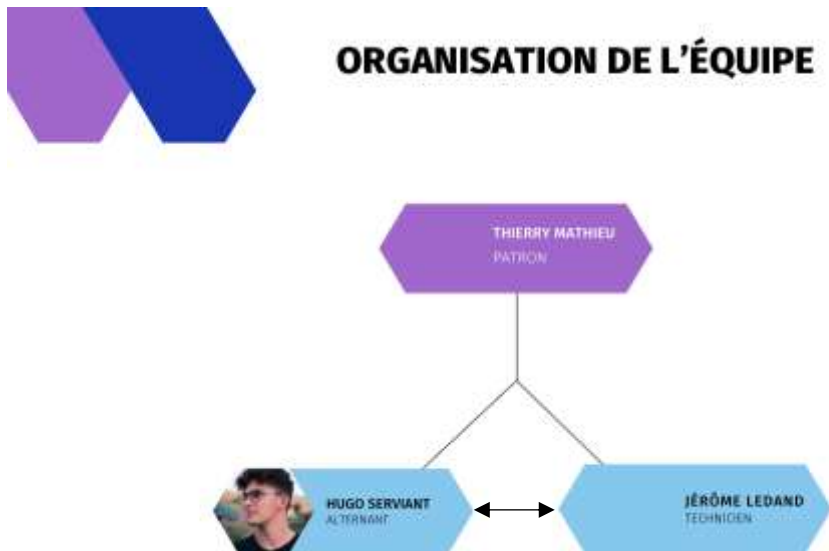 ORGANISATION DE L'ÉQUIPE
THIERRY MATHIEU
PATRON
HUGO SERVIANT
ALTERNANT
JÉRÔME LEDAND
TECHNICIEN